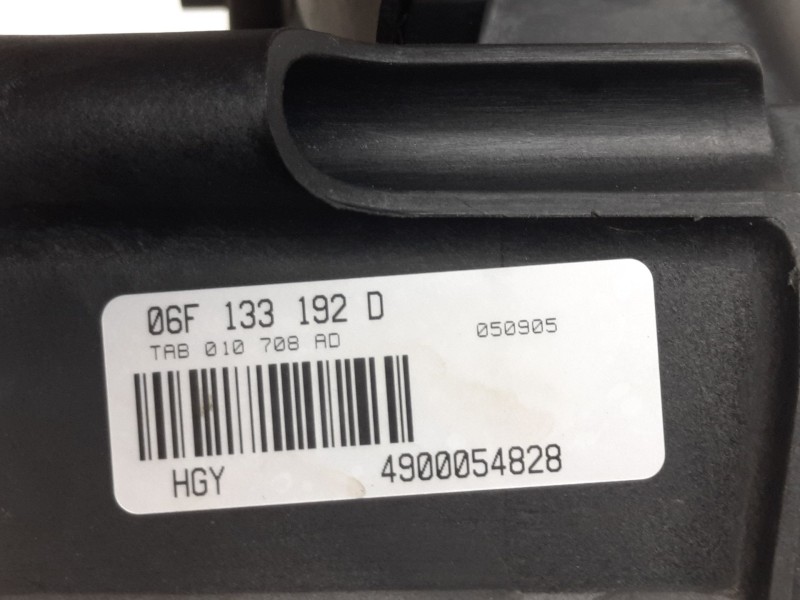 06F 133 192 D
050905
TAB 010 708 AD
HGY 4900054828